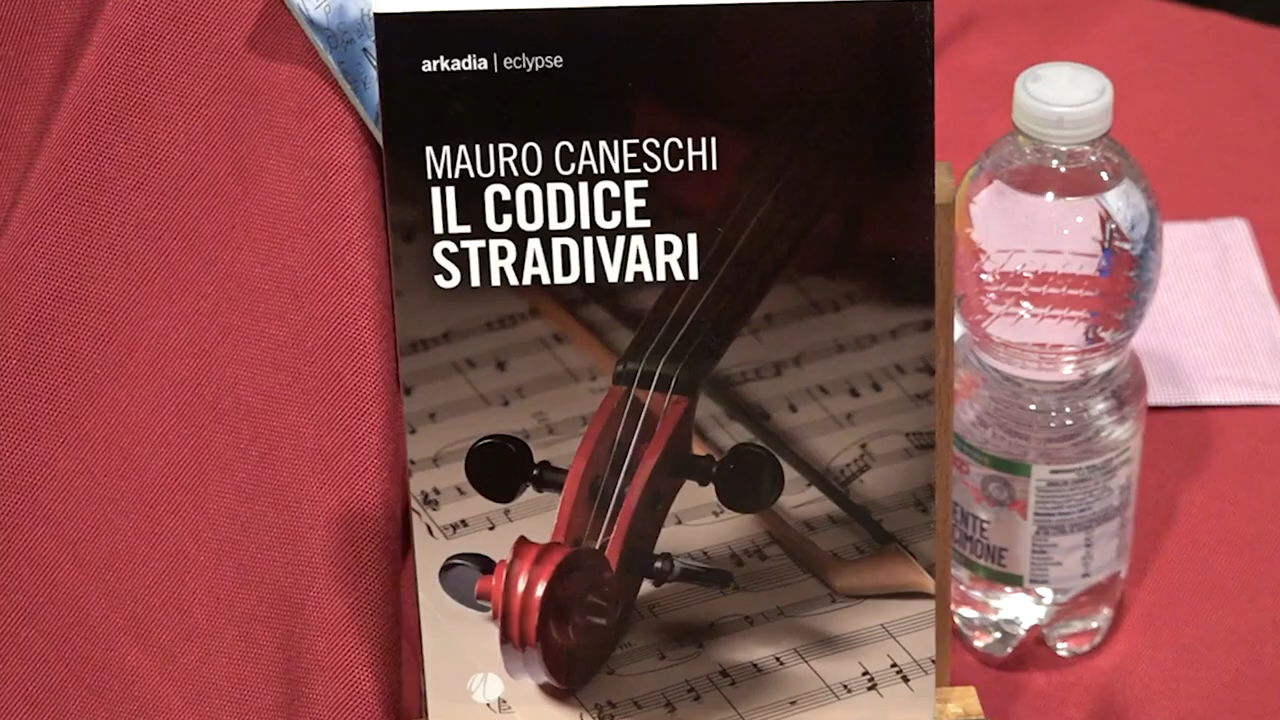 arkadia | eclypse
MAURO CANESCHI
IL CODICE
STRADIVARI
ENTE
CIMONE